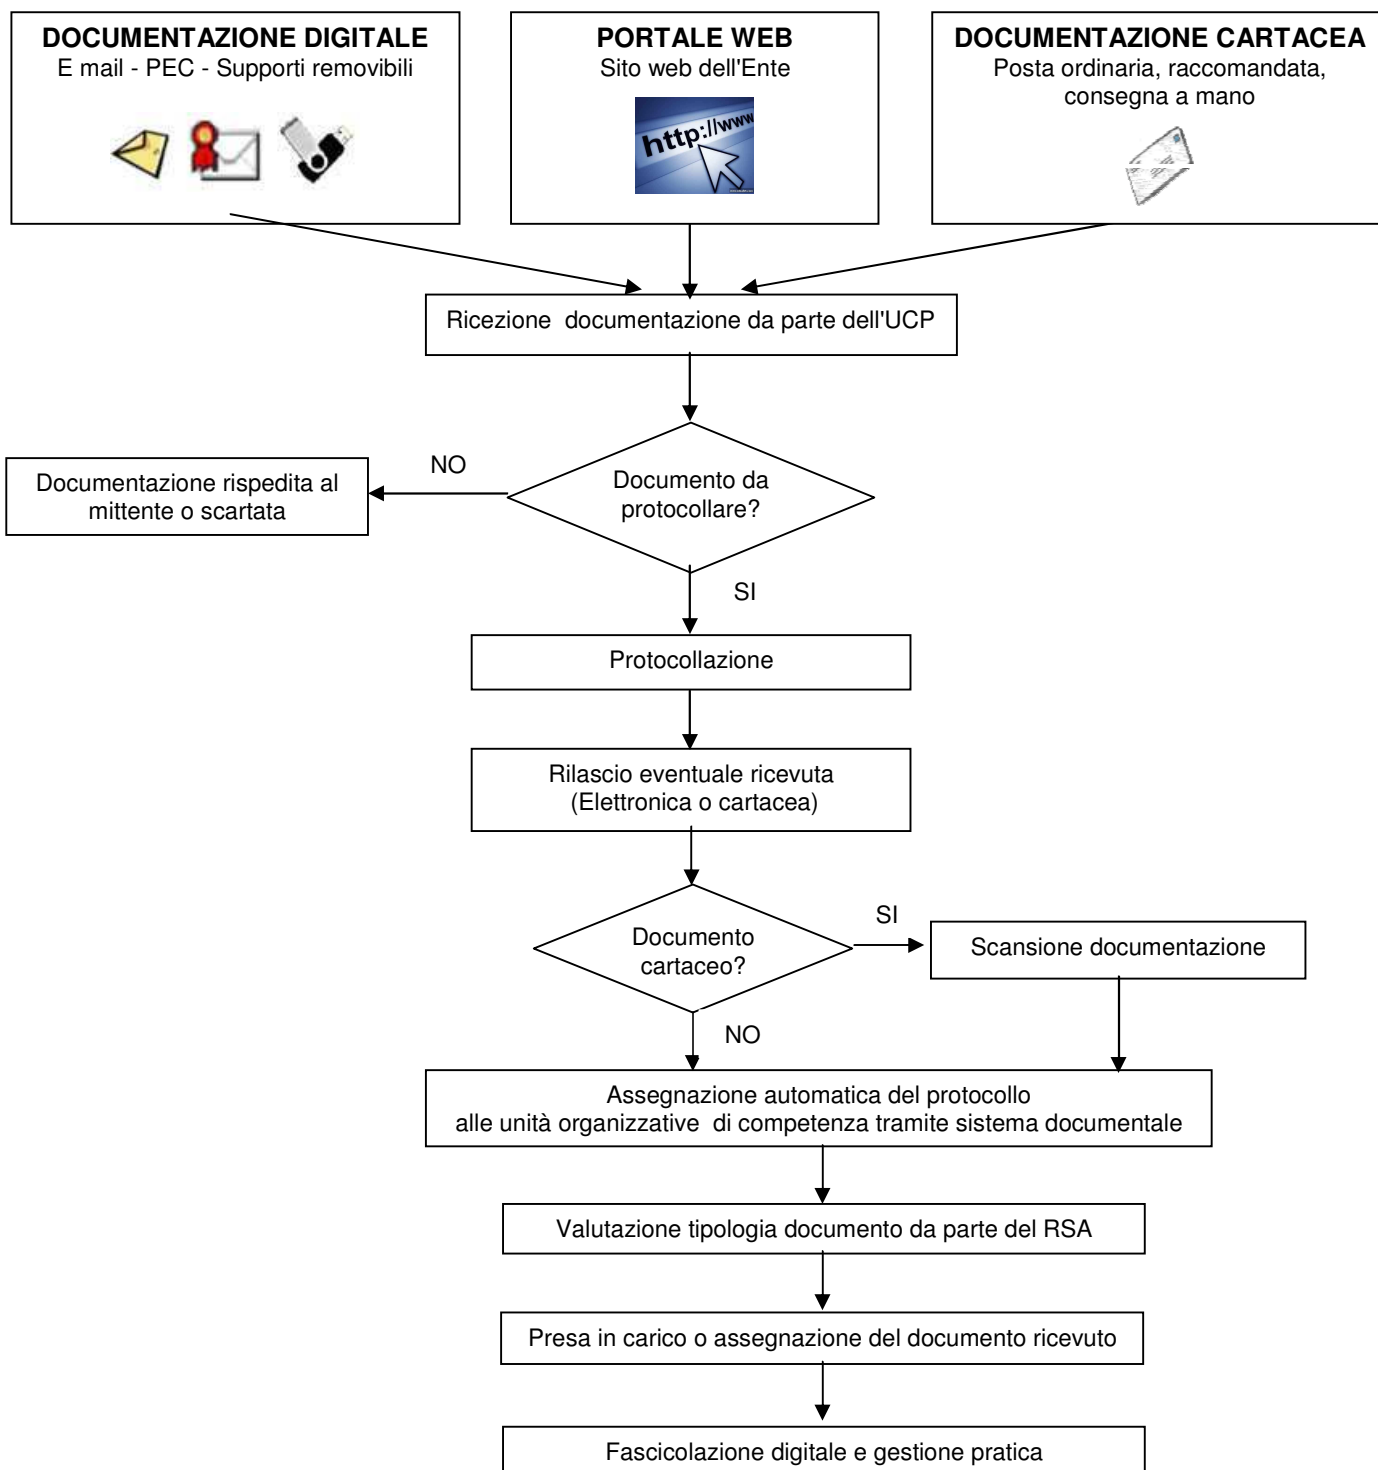 DOCUMENTAZIONE DIGITALE
E mail - PEC - Supporti removibili
PORTALE WEB
Sito web dell'Ente
http://www
DOCUMENTAZIONE CARTACEA
Posta ordinaria, raccomandata,
consegna a mano
Ricezione documentazione da parte dell'UCP
Documento da
protocollare?
NO
Documentazione rispedita al
mittente o scartata
SI
Protocollazione
Rilascio eventuale ricevuta
(Elettronica o cartacea)
Documento
cartaceo?
SI
Scansione documentazione
NO
Assegnazione automatica del protocollo
alle unità organizzative di competenza tramite sistema documentale
Valutazione tipologia documento da parte del RSA
Presa in carico o assegnazione del documento ricevuto
Fascicolazione digitale e gestione pratica